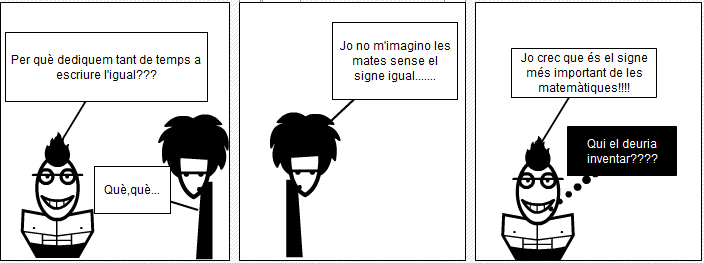 Per què dediquem tant de temps a
escriure l'igual???
Què,què...
Jo no m'imagino les
mates sense el
signe igual.......
Jo crec que és el signe
més important de les
matemàtiques!!!!
Qui el deuria
inventar????